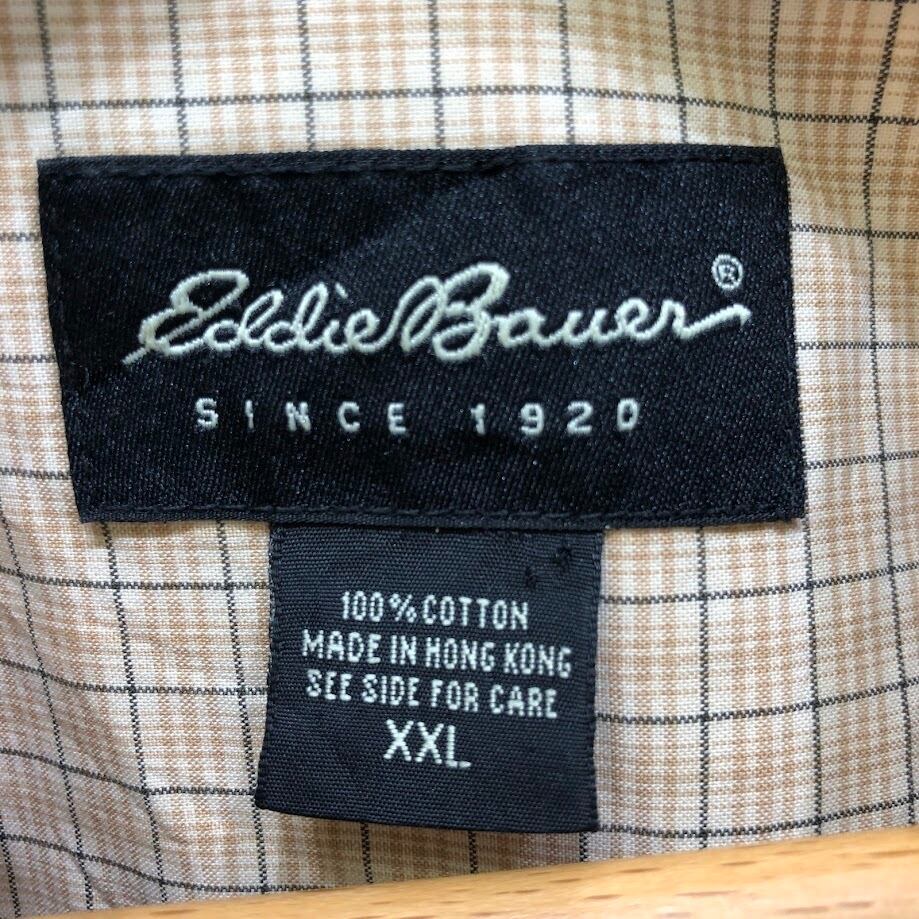 Eddie Bauer®
SINCE 1920
100% COTTON
MADE IN HONG KONG
SEE SIDE FOR CARE
XXL